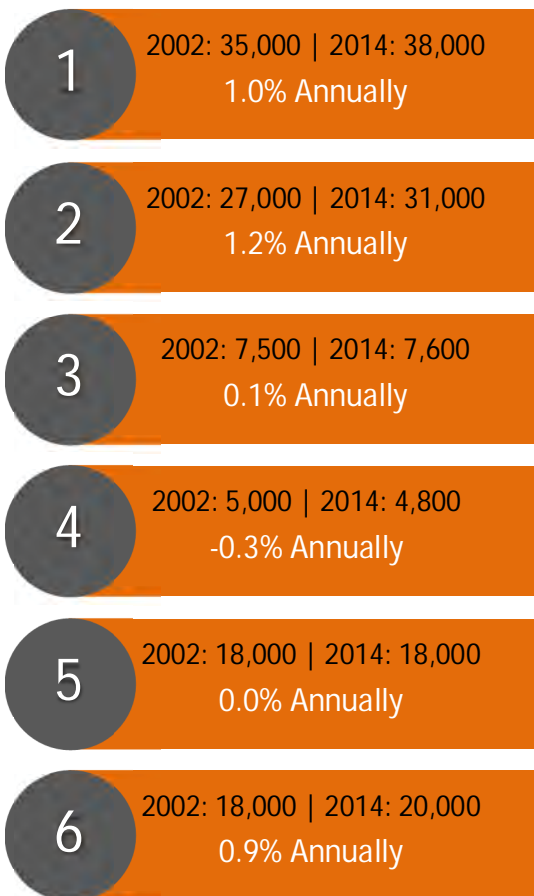 1
2002: 35,000 | 2014: 38,000
1.0% Annually
2
2002: 27,000 | 2014: 31,000
1.2% Annually
3
2002: 7,500 | 2014: 7,600
0.1% Annually
4
2002: 5,000 | 2014: 4,800
-0.3% Annually
5
2002: 18,000 | 2014: 18,000
0.0% Annually
6
2002: 18,000 | 2014: 20,000
0.9% Annually